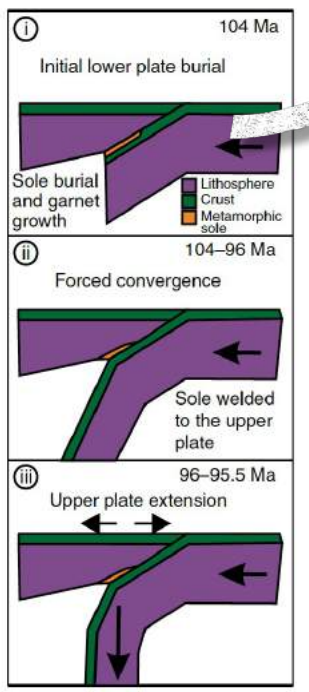 i 104 Ma
Initial lower plate burial
Sole burial
and garnet
growth
Lithosphere
Crust
Metamorphic
sole
ii 104–96 Ma
Forced convergence
Sole welded
to the upper
plate
iii 96–95.5 Ma
Upper plate extension